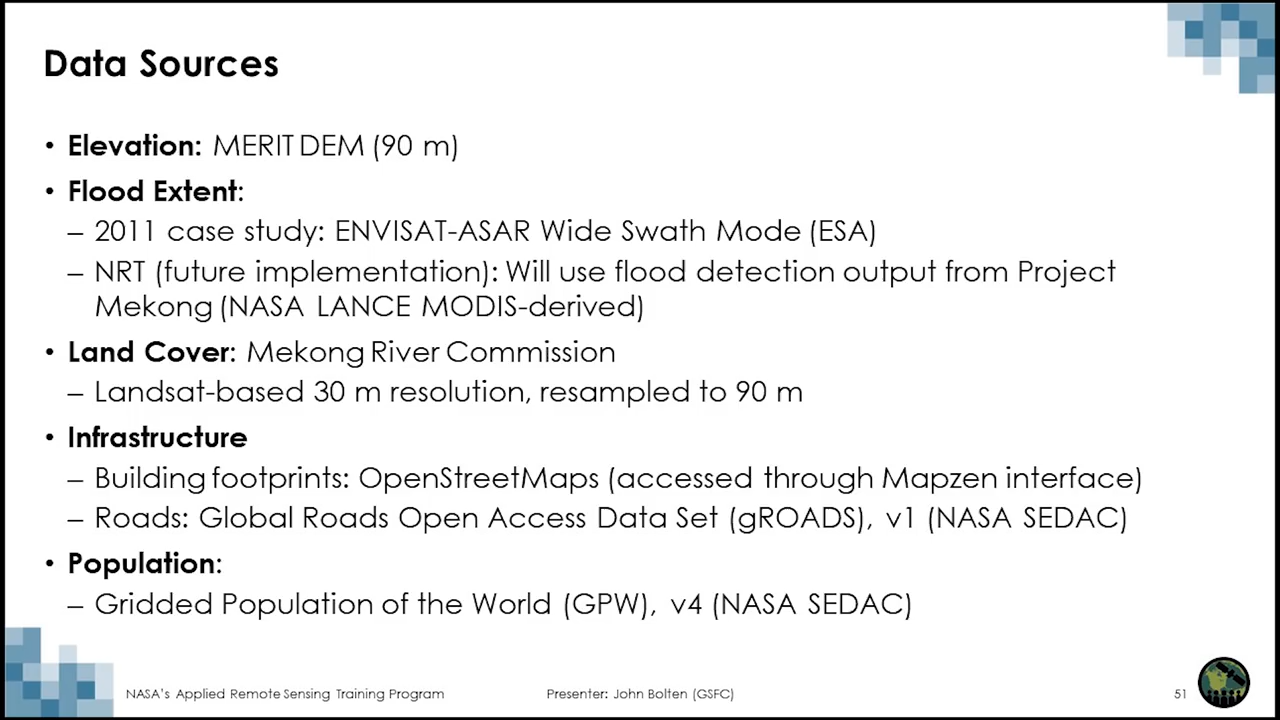 Data Sources
• Elevation: MERIT DEM (90 m)
• Flood Extent:
– 2011 case study: ENVISAT-ASAR Wide Swath Mode (ESA)
– NRT (future implementation): Will use flood detection output from Project
Mekong (NASA LANCE MODIS-derived)
• Land Cover: Mekong River Commission
– Landsat-based 30 m resolution, resampled to 90 m
• Infrastructure
– Building footprints: OpenStreetMaps (accessed through Mapzen interface)
– Roads: Global Roads Open Access Data Set (gROADS), v1 (NASA SEDAC)
• Population:
– Gridded Population of the World (GPW), v4 (NASA SEDAC)
NASA's Applied Remote Sensing Training Program Presenter: John Bolten (GSFC) 51